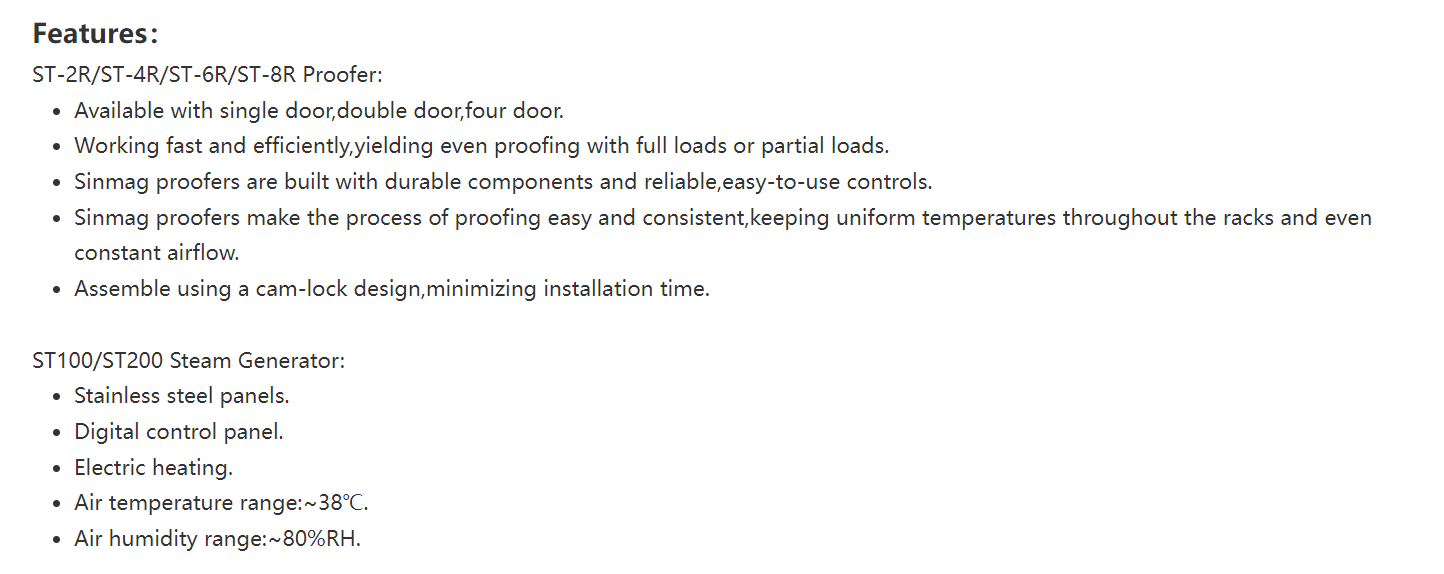 Features：
ST-2R/ST-4R/ST-6R/ST-8R Proofer:
• Available with single door,double door,four door.
• Working fast and efficiently,yielding even proofing with full loads or partial loads.
• Sinmag proofers are built with durable components and reliable,easy-to-use controls.
• Sinmag proofers make the process of proofing easy and consistent,keeping uniform temperatures throughout the racks and even
constant airflow.
• Assemble using a cam-lock design,minimizing installation time.
ST100/ST200 Steam Generator:
• Stainless steel panels.
• Digital control panel.
• Electric heating.
• Air temperature range:~38℃.
• Air humidity range:~80%RH.